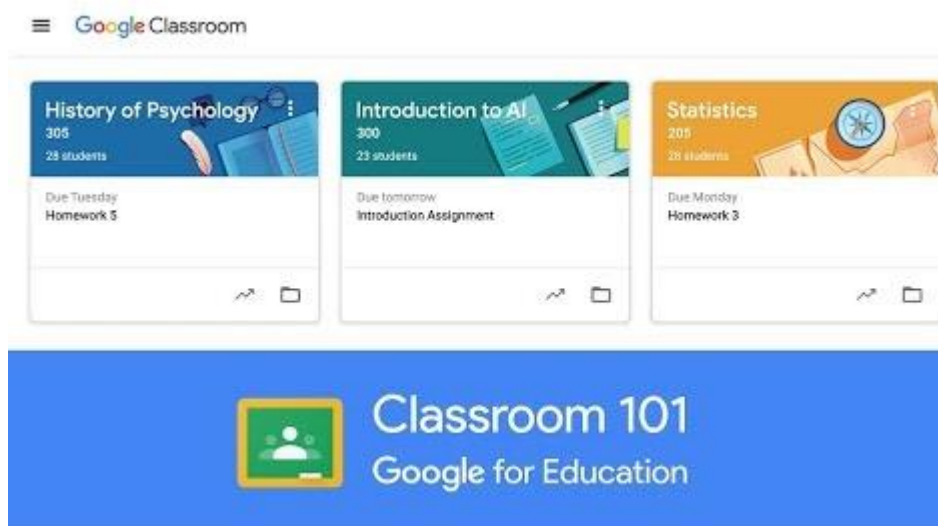 Google Classroom
History of Psychology
305
28 students
Due Tuesday
Homework 5
Introduction to AI
300
23 students
Due tomorrow
Introduction Assignment
Statistics
205
28 students
Due Monday
Homework 3
Classroom 101
Google for Education